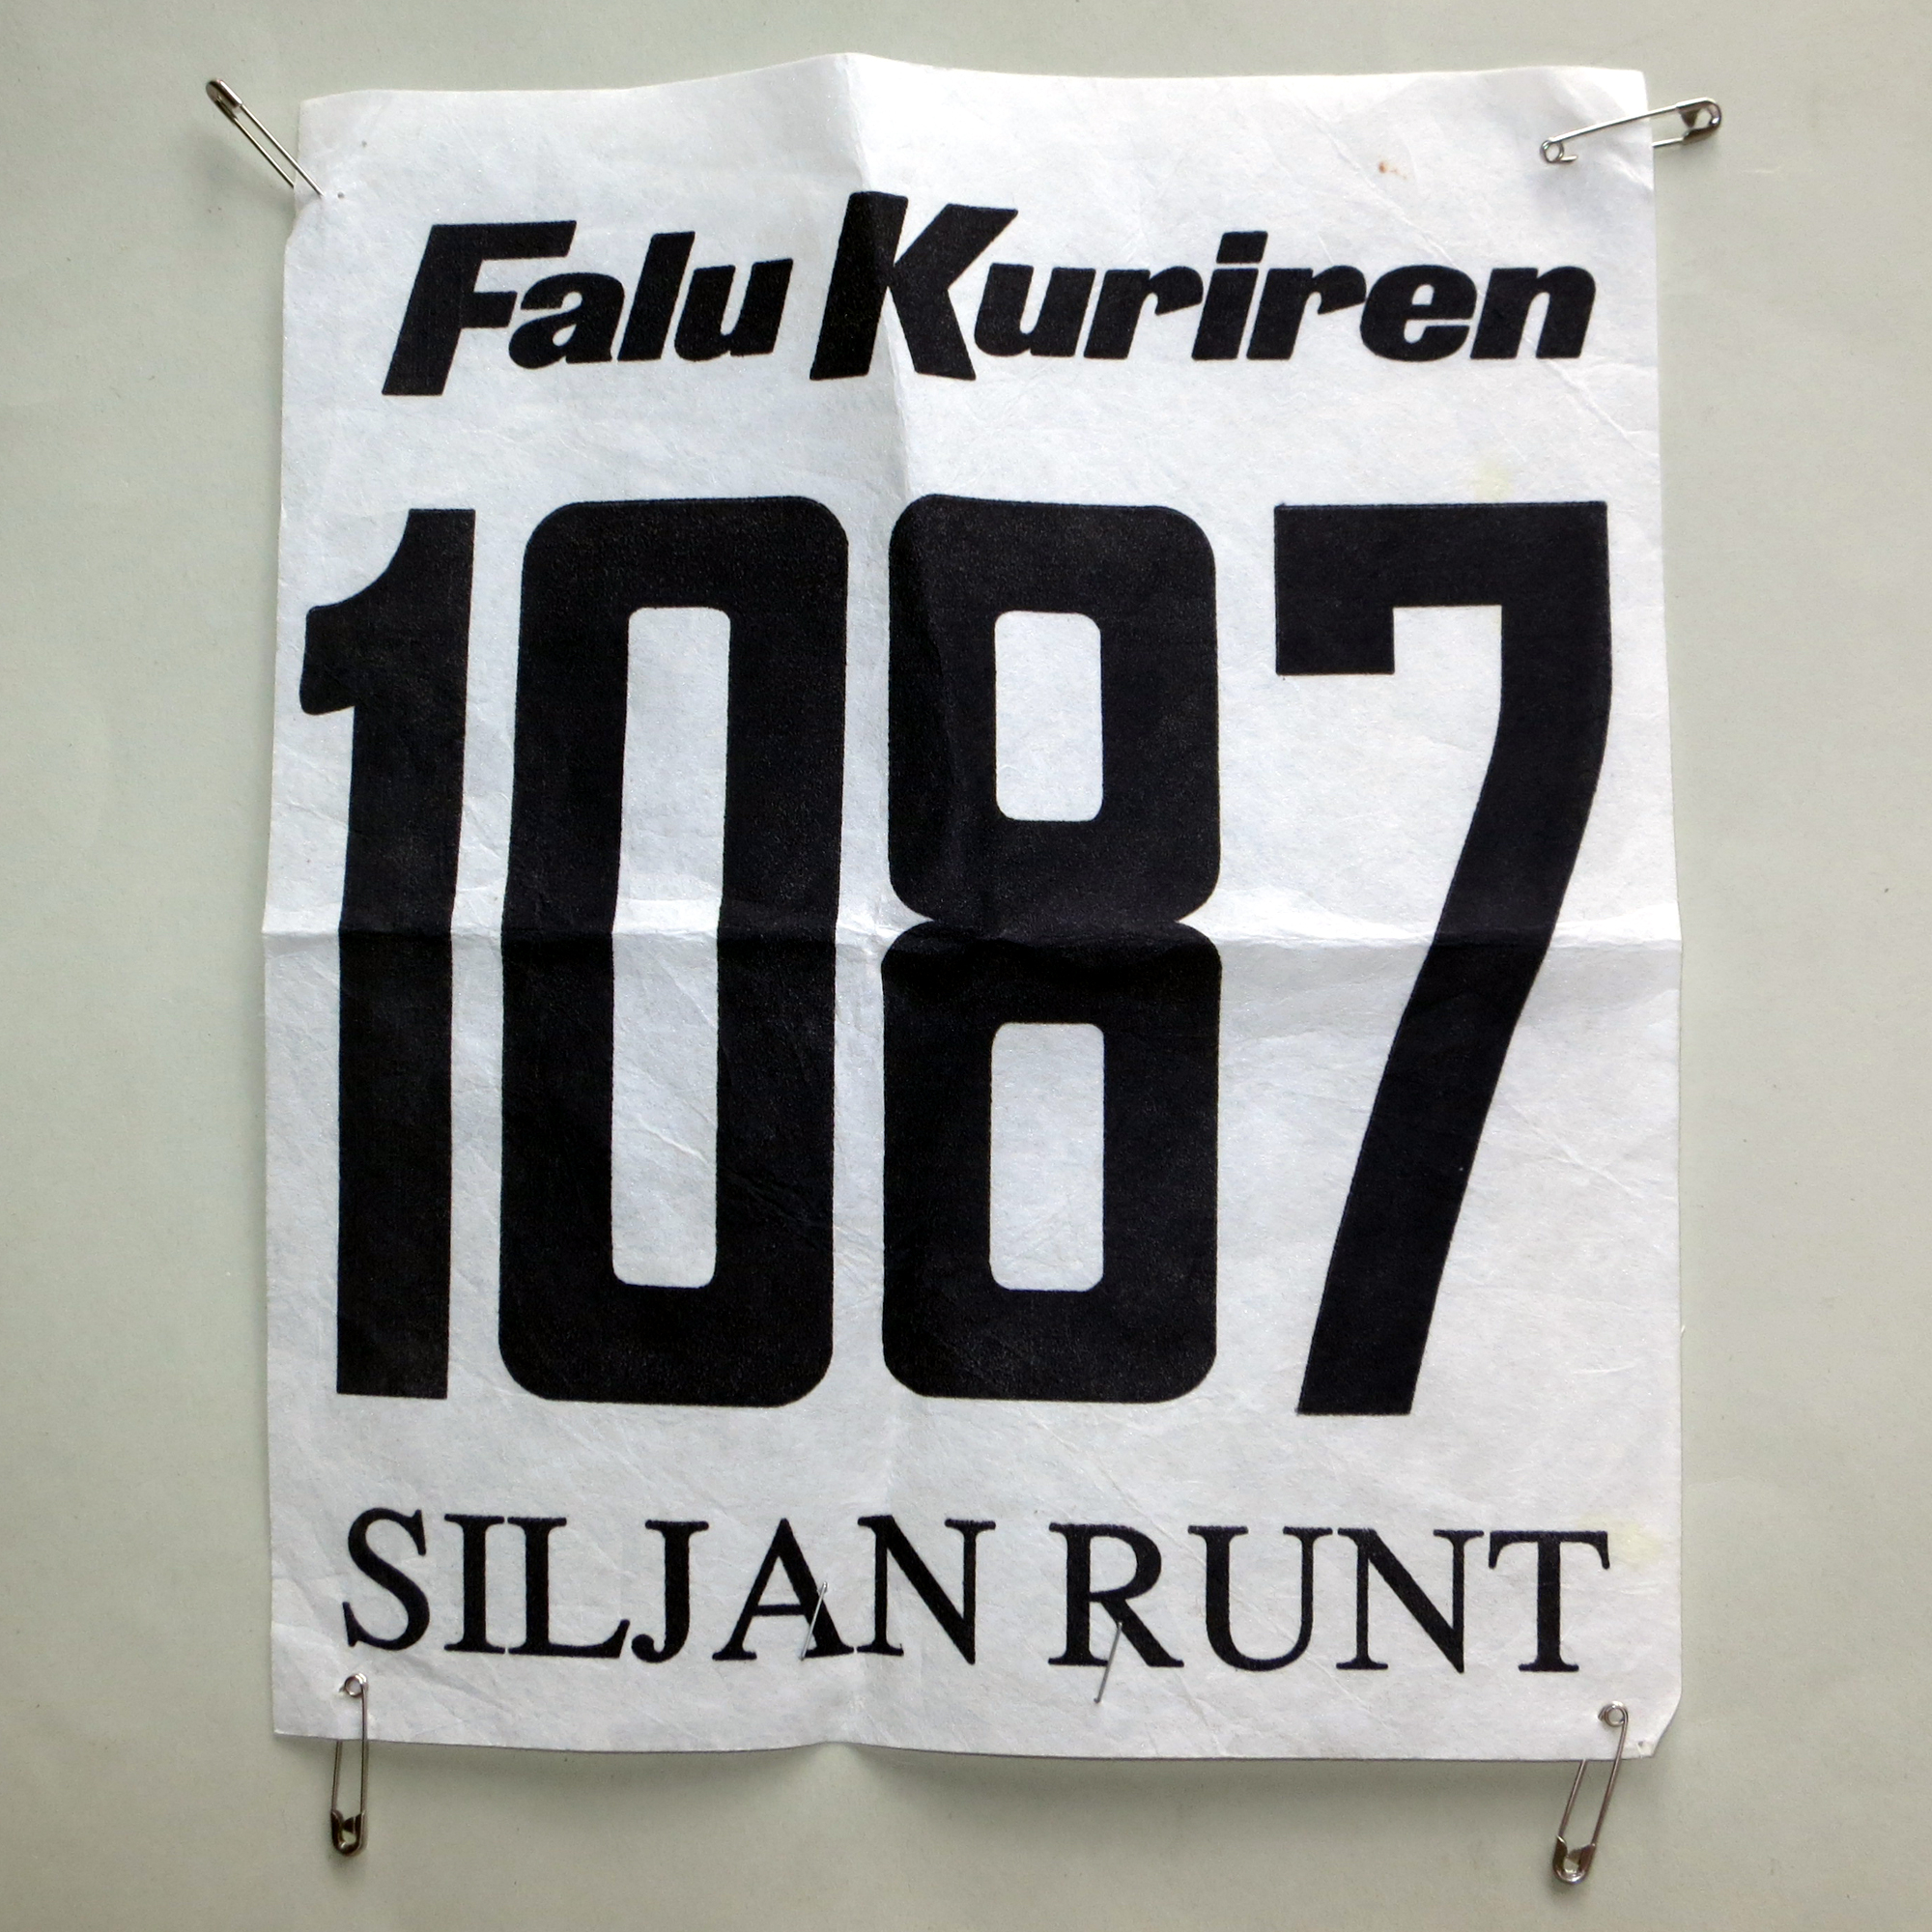 Falu Kuriren
1087
SILJAN RUNT